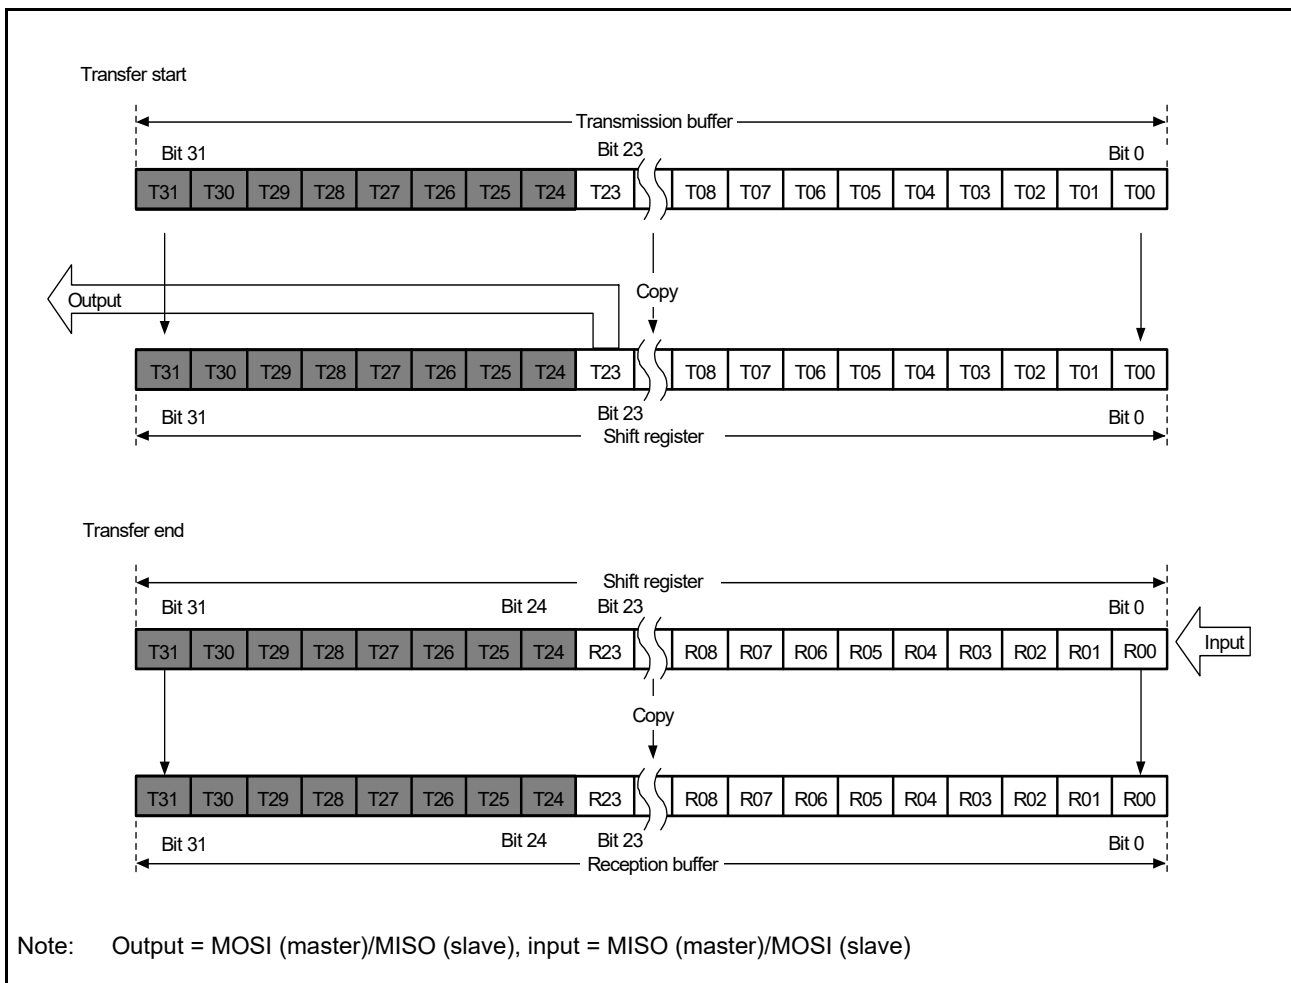 Transfer start
Transmission buffer
Bit 31 Bit 23 Bit 0
T31 T30 T29 T28 T27 T26 T25 T24 T23 T08 T07 T06 T05 T04 T03 T02 T01 T00
Output Copy
T31 T30 T29 T28 T27 T26 T25 T24 T23 T08 T07 T06 T05 T04 T03 T02 T01 T00
Bit 31 Bit 23 Bit 0
Shift register
Transfer end
Shift register
Bit 31 Bit 24 Bit 23 Bit 0
T31 T30 T29 T28 T27 T26 T25 T24 R23 R08 R07 R06 R05 R04 R03 R02 R01 R00 Input
Copy
T31 T30 T29 T28 T27 T26 T25 T24 R23 R08 R07 R06 R05 R04 R03 R02 R01 R00
Bit 31 Bit 24 Bit 23 Bit 0
Reception buffer
Note: Output = MOSI (master)/MISO (slave), input = MISO (master)/MOSI (slave)